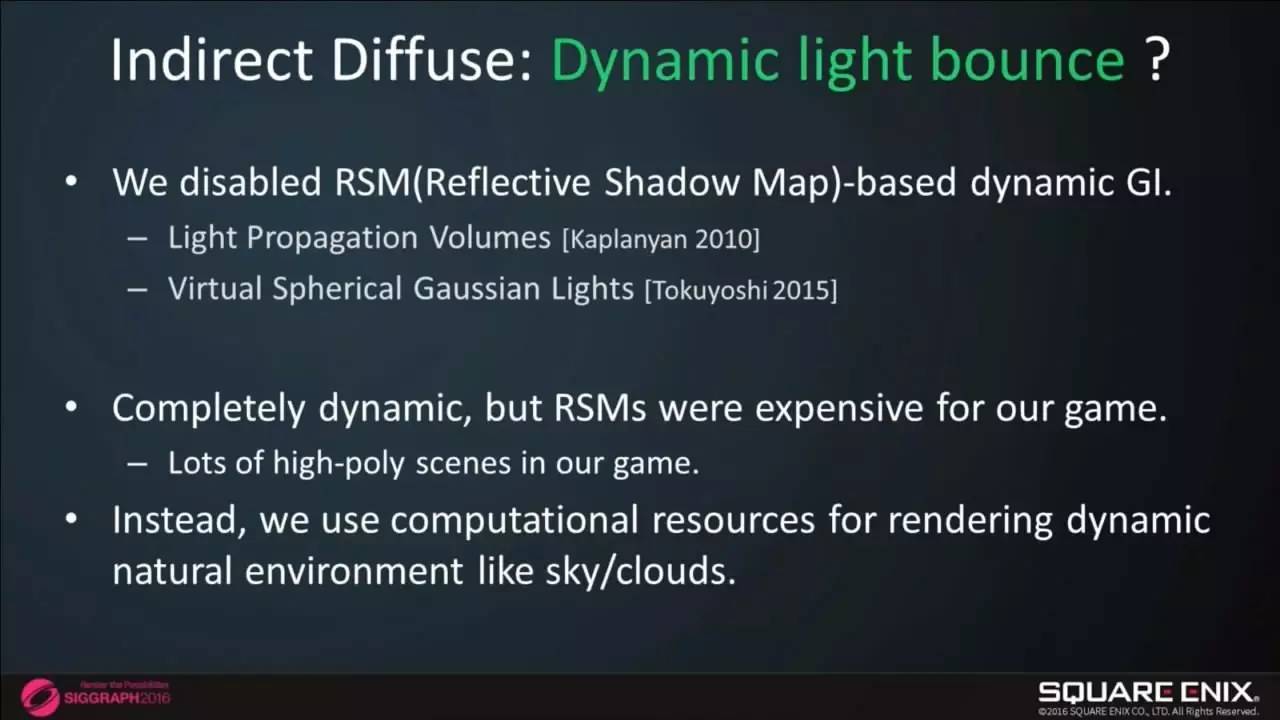 Indirect Diffuse: Dynamic light bounce ?
• We disabled RSM(Reflective Shadow Map)-based dynamic GI.
– Light Propagation Volumes [Kaplanyan 2010]
– Virtual Spherical Gaussian Lights [Tokuyoshi 2015]
• Completely dynamic, but RSMs were expensive for our game.
– Lots of high-poly scenes in our game.
• Instead, we use computational resources for rendering dynamic
natural environment like sky/clouds.
Render the Possibilities
SIGGRAPH2016
SQUARE ENIX.
©2016 SQUARE ENIX CO., LTD. All Rights Reserved.